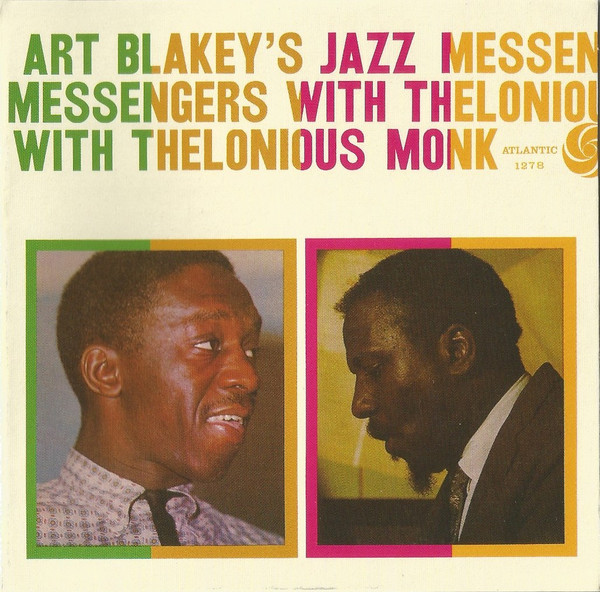 ART BLAKEY'S JAZZ MESSEN
MESSENGERS WITH THELONIOU
WITH THELONIOUS MONK
ATLANTIC
1278